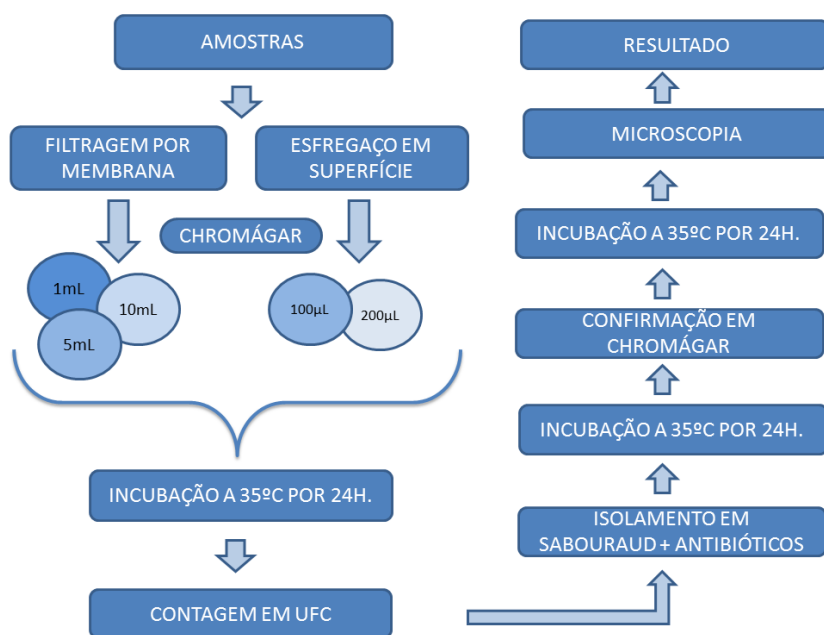 AMOSTRAS
FILTRAGEM POR
MEMBRANA
ESFREGAÇO EM
SUPERFÍCIE
CHROMÁGAR
1mL
10mL
5mL
100µL
200µL
INCUBAÇÃO A 35ºC POR 24H.
CONTAGEM EM UFC
ISOLAMENTO EM
SABOURAUD + ANTIBIÓTICOS
INCUBAÇÃO A 35ºC POR 24H.
CONFIRMAÇÃO EM
CHROMÁGAR
INCUBAÇÃO A 35ºC POR 24H.
MICROSCOPIA
RESULTADO